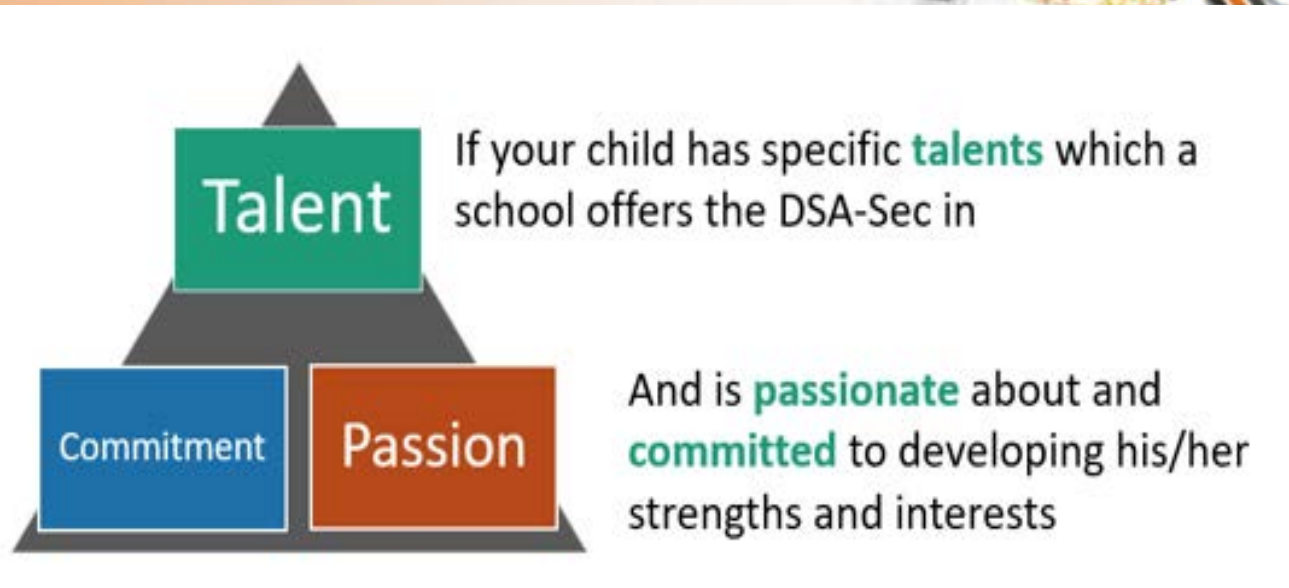 Talent
If your child has specific talents which a
school offers the DSA-Sec in
Commitment
Passion
And is passionate about and
committed to developing his/her
strengths and interests